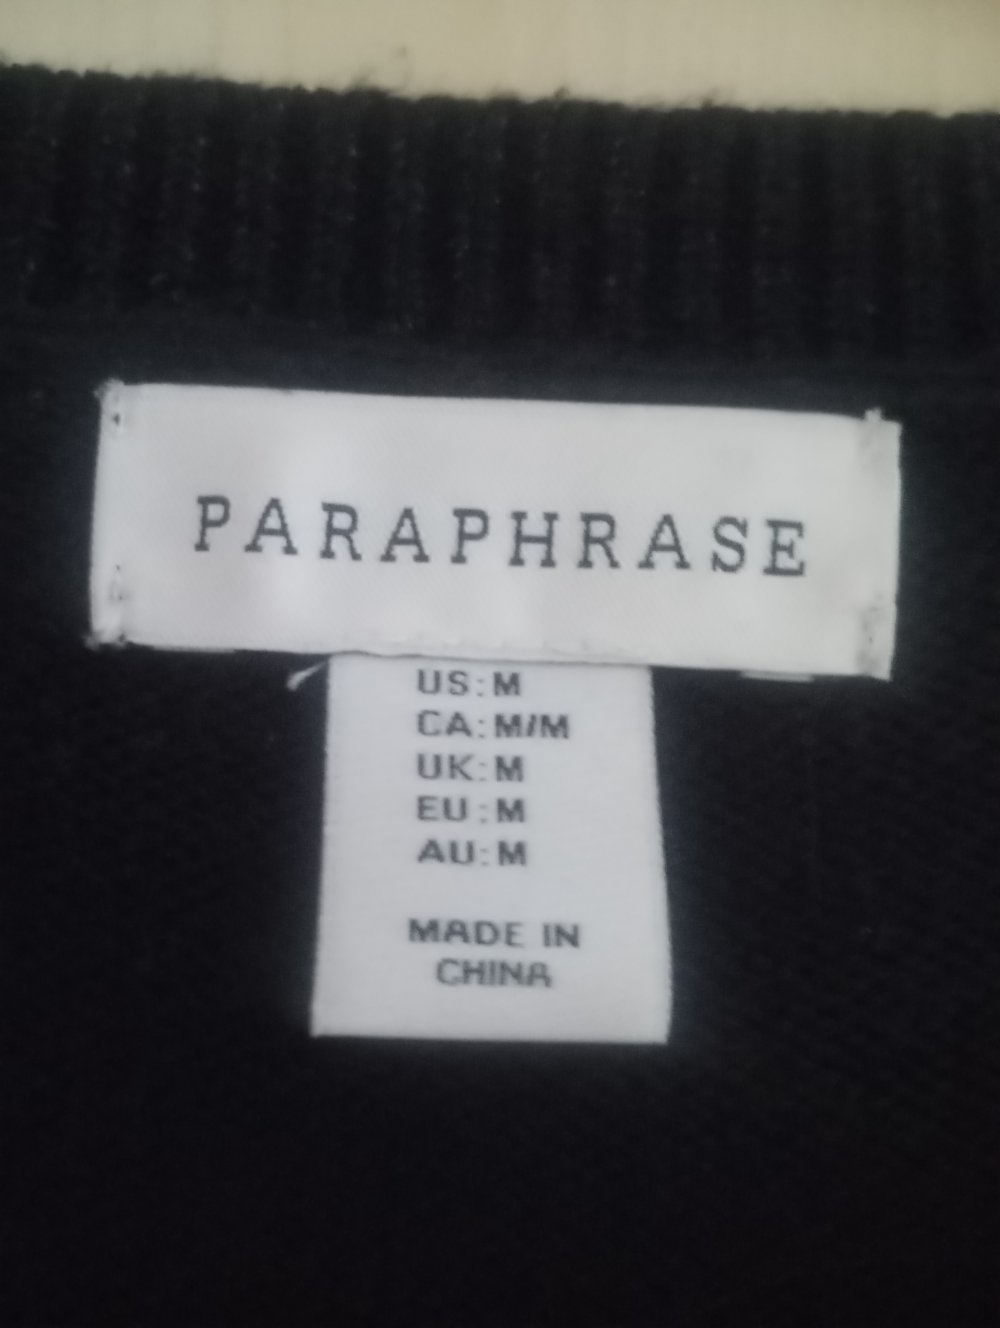 PARAPHRASE
US:M
CA:M/M
UK:M
EU:M
AU:M
MADE IN
CHINA